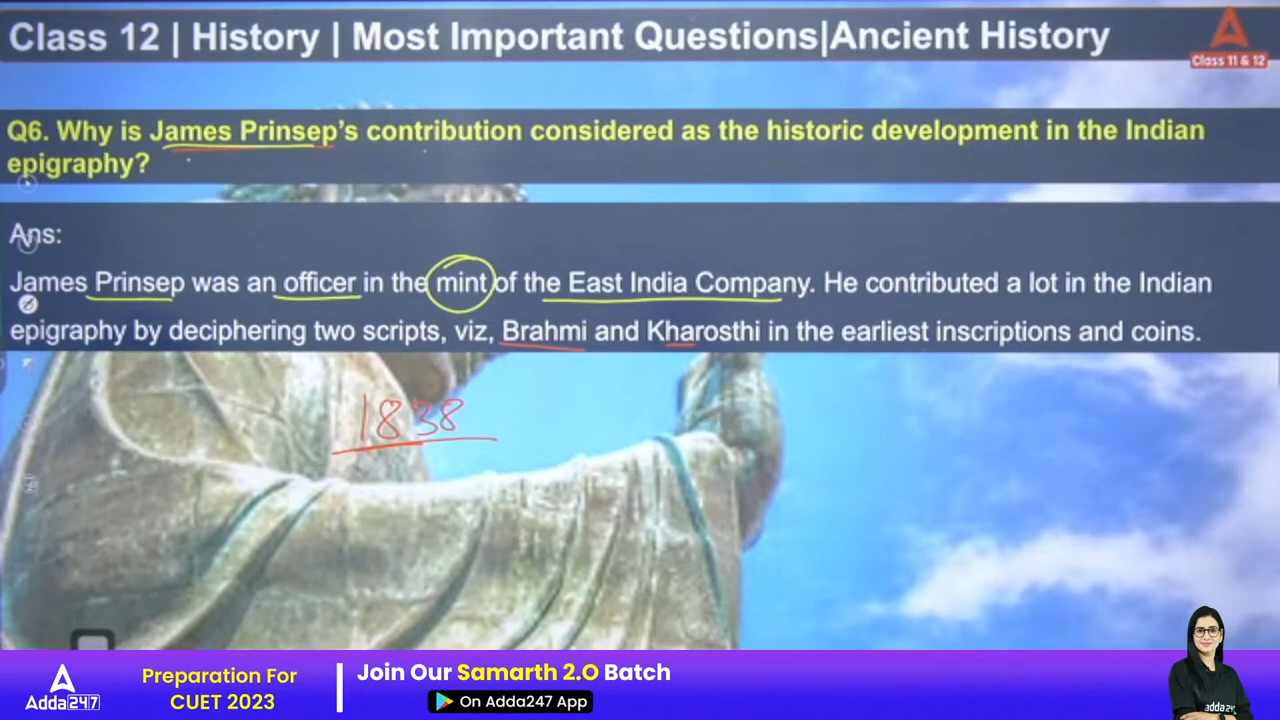 Class 12 | History | Most Important Questions|Ancient History
Class 11 & 12
Q6. Why is James Prinsep's contribution considered as the historic development in the Indian
epigraphy?
Ans:
James Prinsep was an officer in the mint of the East India Company. He contributed a lot in the Indian
epigraphy by deciphering two scripts, viz, Brahmi and Kharosthi in the earliest inscriptions and coins.
1838
Adda247
Preparation For
CUET 2023
Join Our Samarth 2.O Batch
On Adda247 App
adda247